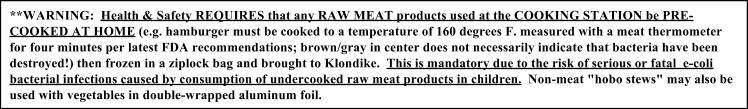 **WARNING: Health & Safety REQUIRES that any RAW MEAT products used at the COOKING STATION be PRE-
COOKED AT HOME (e.g. hamburger must be cooked to a temperature of 160 degrees F. measured with a meat thermometer
for four minutes per latest FDA recommendations; brown/gray in center does not necessarily indicate that bacteria have been
destroyed!) then frozen in a ziplock bag and brought to Klondike. This is mandatory due to the risk of serious or fatal e-coli
bacterial infections caused by consumption of undercooked raw meat products in children. Non-meat "hobo stews" may also be
used with vegetables in double-wrapped aluminum foil.